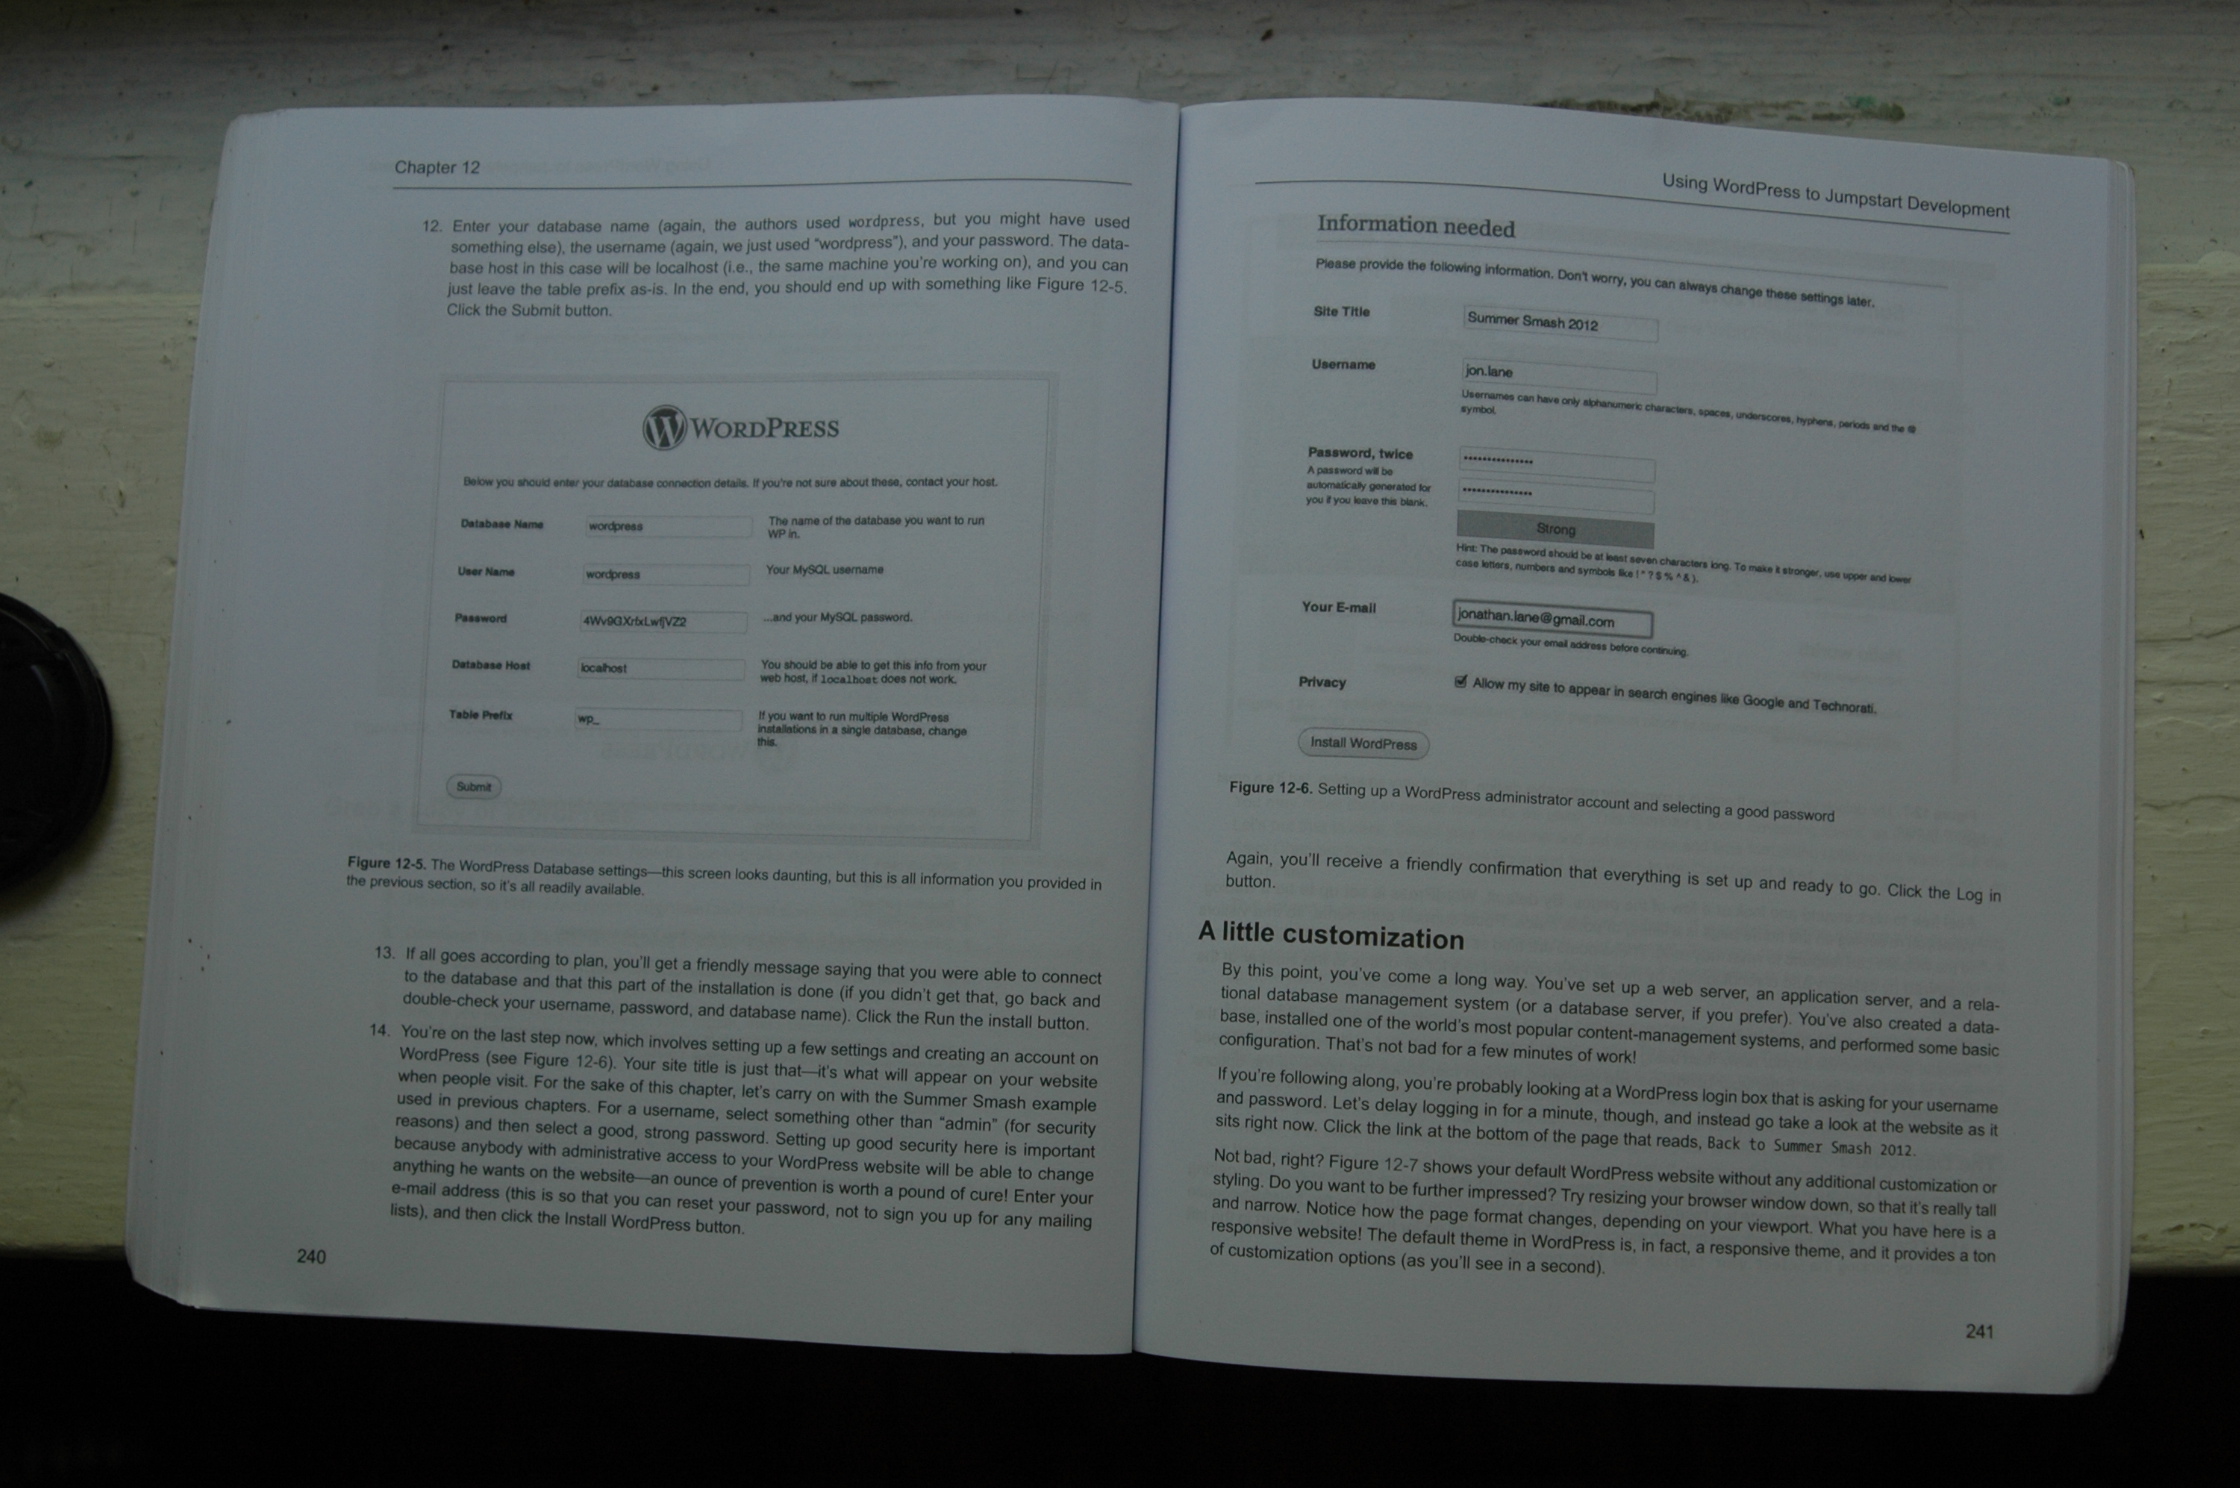 Chapter 12
12. Enter your database name (again, the authors used wordpress, but you might have used
something else), the username (again, we just used "wordpress"), and your password. The data-
base host in this case will be localhost (i.e., the same machine you're working on), and you can
just leave the table prefix as-is. In the end, you should end up with something like Figure 12-5.
Click the Submit button.
WORDPRESS
Below you should enter your database connection details. If you're not sure about these, contact your host.
Database Name wordpress The name of the database you want to run
WP in.
User Name wordpress Your MySQL username
Password ...and your MySQL password.
Database Host localhost You should be able to get this info from your
web host, if localhost does not work.
Table Prefix wp_ If you want to run multiple WordPress
installations in a single database, change
this.
Submit
Figure 12-5. The WordPress Database settings—this screen looks daunting, but this is all information you provided in
the previous section, so it's all readily available.
13. If all goes according to plan, you'll get a friendly message saying that you were able to connect
to the database and that this part of the installation is done (if you didn't get that, go back and
double-check your username, password, and database name). Click the Run the install button.
14. You're on the last step now, which involves setting up a few settings and creating an account on
WordPress (see Figure 12-6). Your site title is just that—it's what will appear on your website
when people visit. For the sake of this chapter, let's carry on with the Summer Smash example
used in previous chapters. For a username, select something other than "admin" (for security
reasons) and then select a good, strong password. Setting up good security here is important
because anybody with administrative access to your WordPress website will be able to change
anything he wants on the website—an ounce of prevention is worth a pound of cure! Enter your
e-mail address (this is so that you can reset your password, not to sign you up for any mailing
lists), and then click the Install WordPress button.
240
Using WordPress to Jumpstart Development
Information needed
Please provide the following information. Don't worry, you can always change these settings later.
Site Title Summer Smash 2012
Username jon.lane
Usernames can have only alphanumeric characters, spaces, underscores, hyphens, periods and the @
symbol.
Password, twice
A password will be
automatically generated for
you if you leave this blank.
Strong
Hint: The password should be at least seven characters long. To make it stronger, use upper and lower
case letters, numbers and symbols like ! " ? $ % ^ & ).
Your E-mail jonathan.lane@gmail.com
Double-check your email address before continuing.
Privacy Allow my site to appear in search engines like Google and Technorati.
Install WordPress
Figure 12-6. Setting up a WordPress administrator account and selecting a good password
Again, you'll receive a friendly confirmation that everything is set up and ready to go. Click the Log in
button.
A little customization
By this point, you've come a long way. You've set up a web server, an application server, and a rela-
tional database management system (or a database server, if you prefer). You've also created a data-
base, installed one of the world's most popular content-management systems, and performed some basic
configuration. That's not bad for a few minutes of work!
If you're following along, you're probably looking at a WordPress login box that is asking for your username
and password. Let's delay logging in for a minute, though, and instead go take a look at the website as it
sits right now. Click the link at the bottom of the page that reads, Back to Summer Smash 2012.
Not bad, right? Figure 12-7 shows your default WordPress website without any additional customization or
styling. Do you want to be further impressed? Try resizing your browser window down, so that it's really tall
and narrow. Notice how the page format changes, depending on your viewport. What you have here is a
responsive website! The default theme in WordPress is, in fact, a responsive theme, and it provides a ton
of customization options (as you'll see in a second).
241